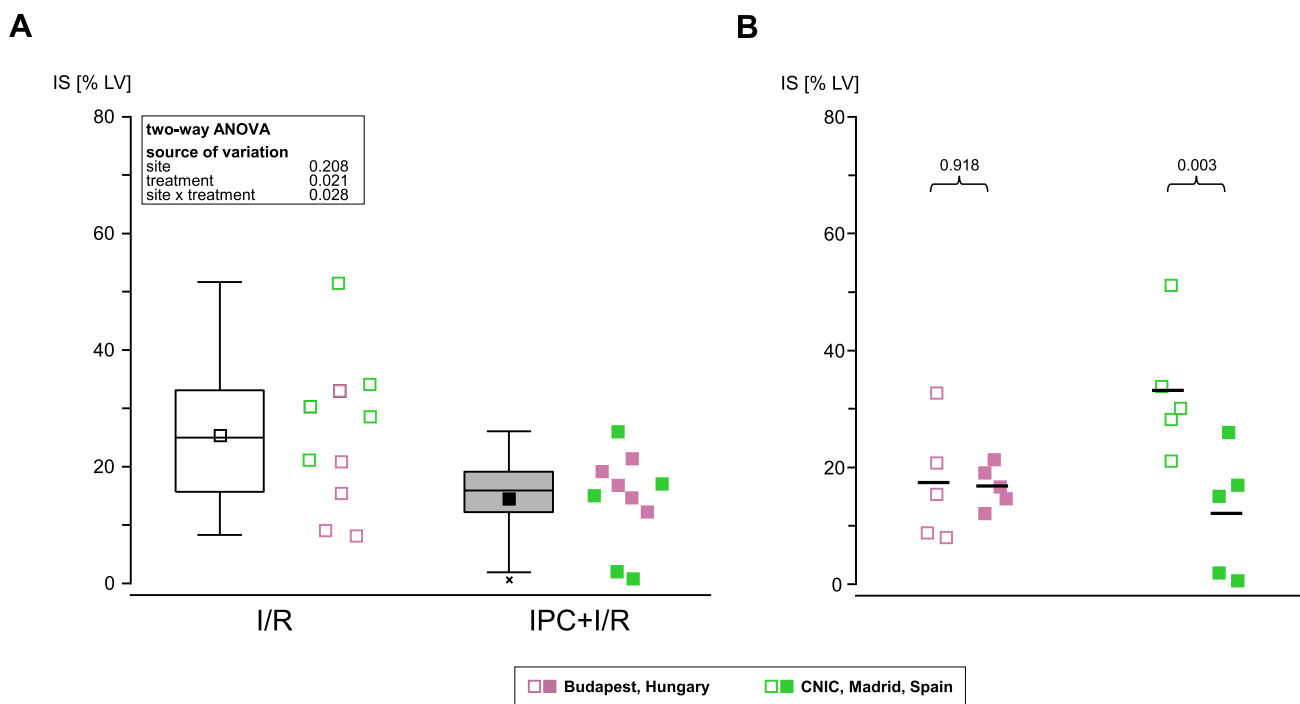 A
IS [% LV]
80
60
40
20
0
two-way ANOVA
source of variation
site 0.208
treatment 0.021
site x treatment 0.028
I/R
IPC+I/R
B
IS [% LV]
80
60
40
20
0
0.918
0.003
Budapest, Hungary
CNIC, Madrid, Spain